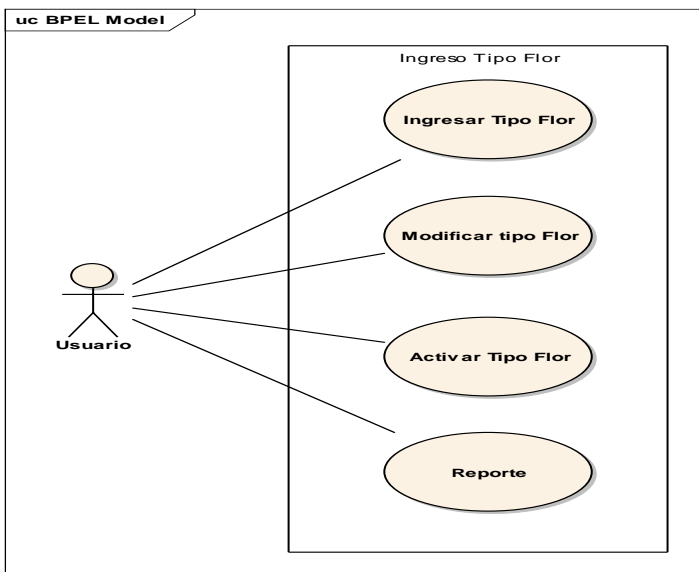 uc BPEL Model
Ingreso Tipo Flor
Ingresar Tipo Flor
Modificar tipo Flor
Usuario
Activar Tipo Flor
Reporte